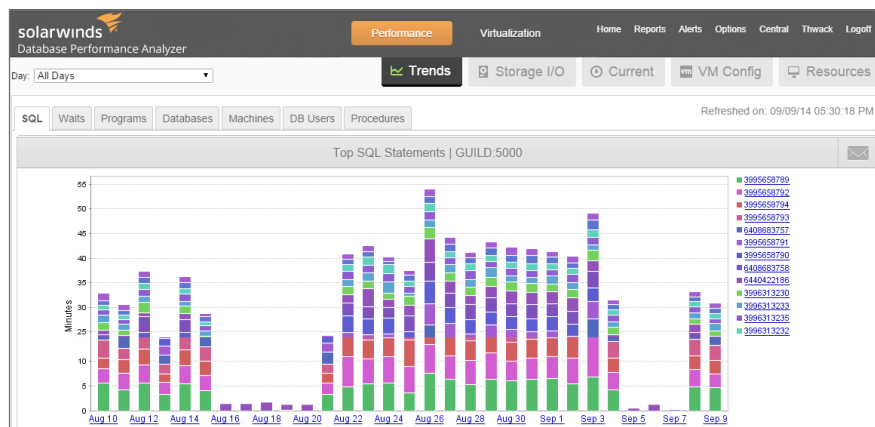 solarwinds
Database Performance Analyzer
Performance
Virtualization
Home Reports Alerts Options Central Thwack Logoff
Day: All Days
Trends
Storage I/O
Current
vm VM Config
Resources
SQL Waits Programs Databases Machines DB Users Procedures
Refreshed on: 09/09/14 05:30:18 PM
Top SQL Statements | GUILD:5000
Minutes
55
50
45
40
35
30
25
10
5
0
Aug 10 Aug 12 Aug 14 Aug 16 Aug 18 Aug 20 Aug 22 Aug 24 Aug 26 Aug 28 Aug 30 Sep 1 Sep 3 Sep 5 Sep 7 Sep 9
3995658789
3995658792
3995658794
3995658793
6408683757
3995658791
3995658790
6408683758
6440422186
3996313230
3996313233
3996313235
3996313232